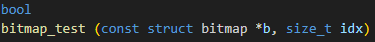 bool
bitmap_test (const struct bitmap *b, size_t idx)